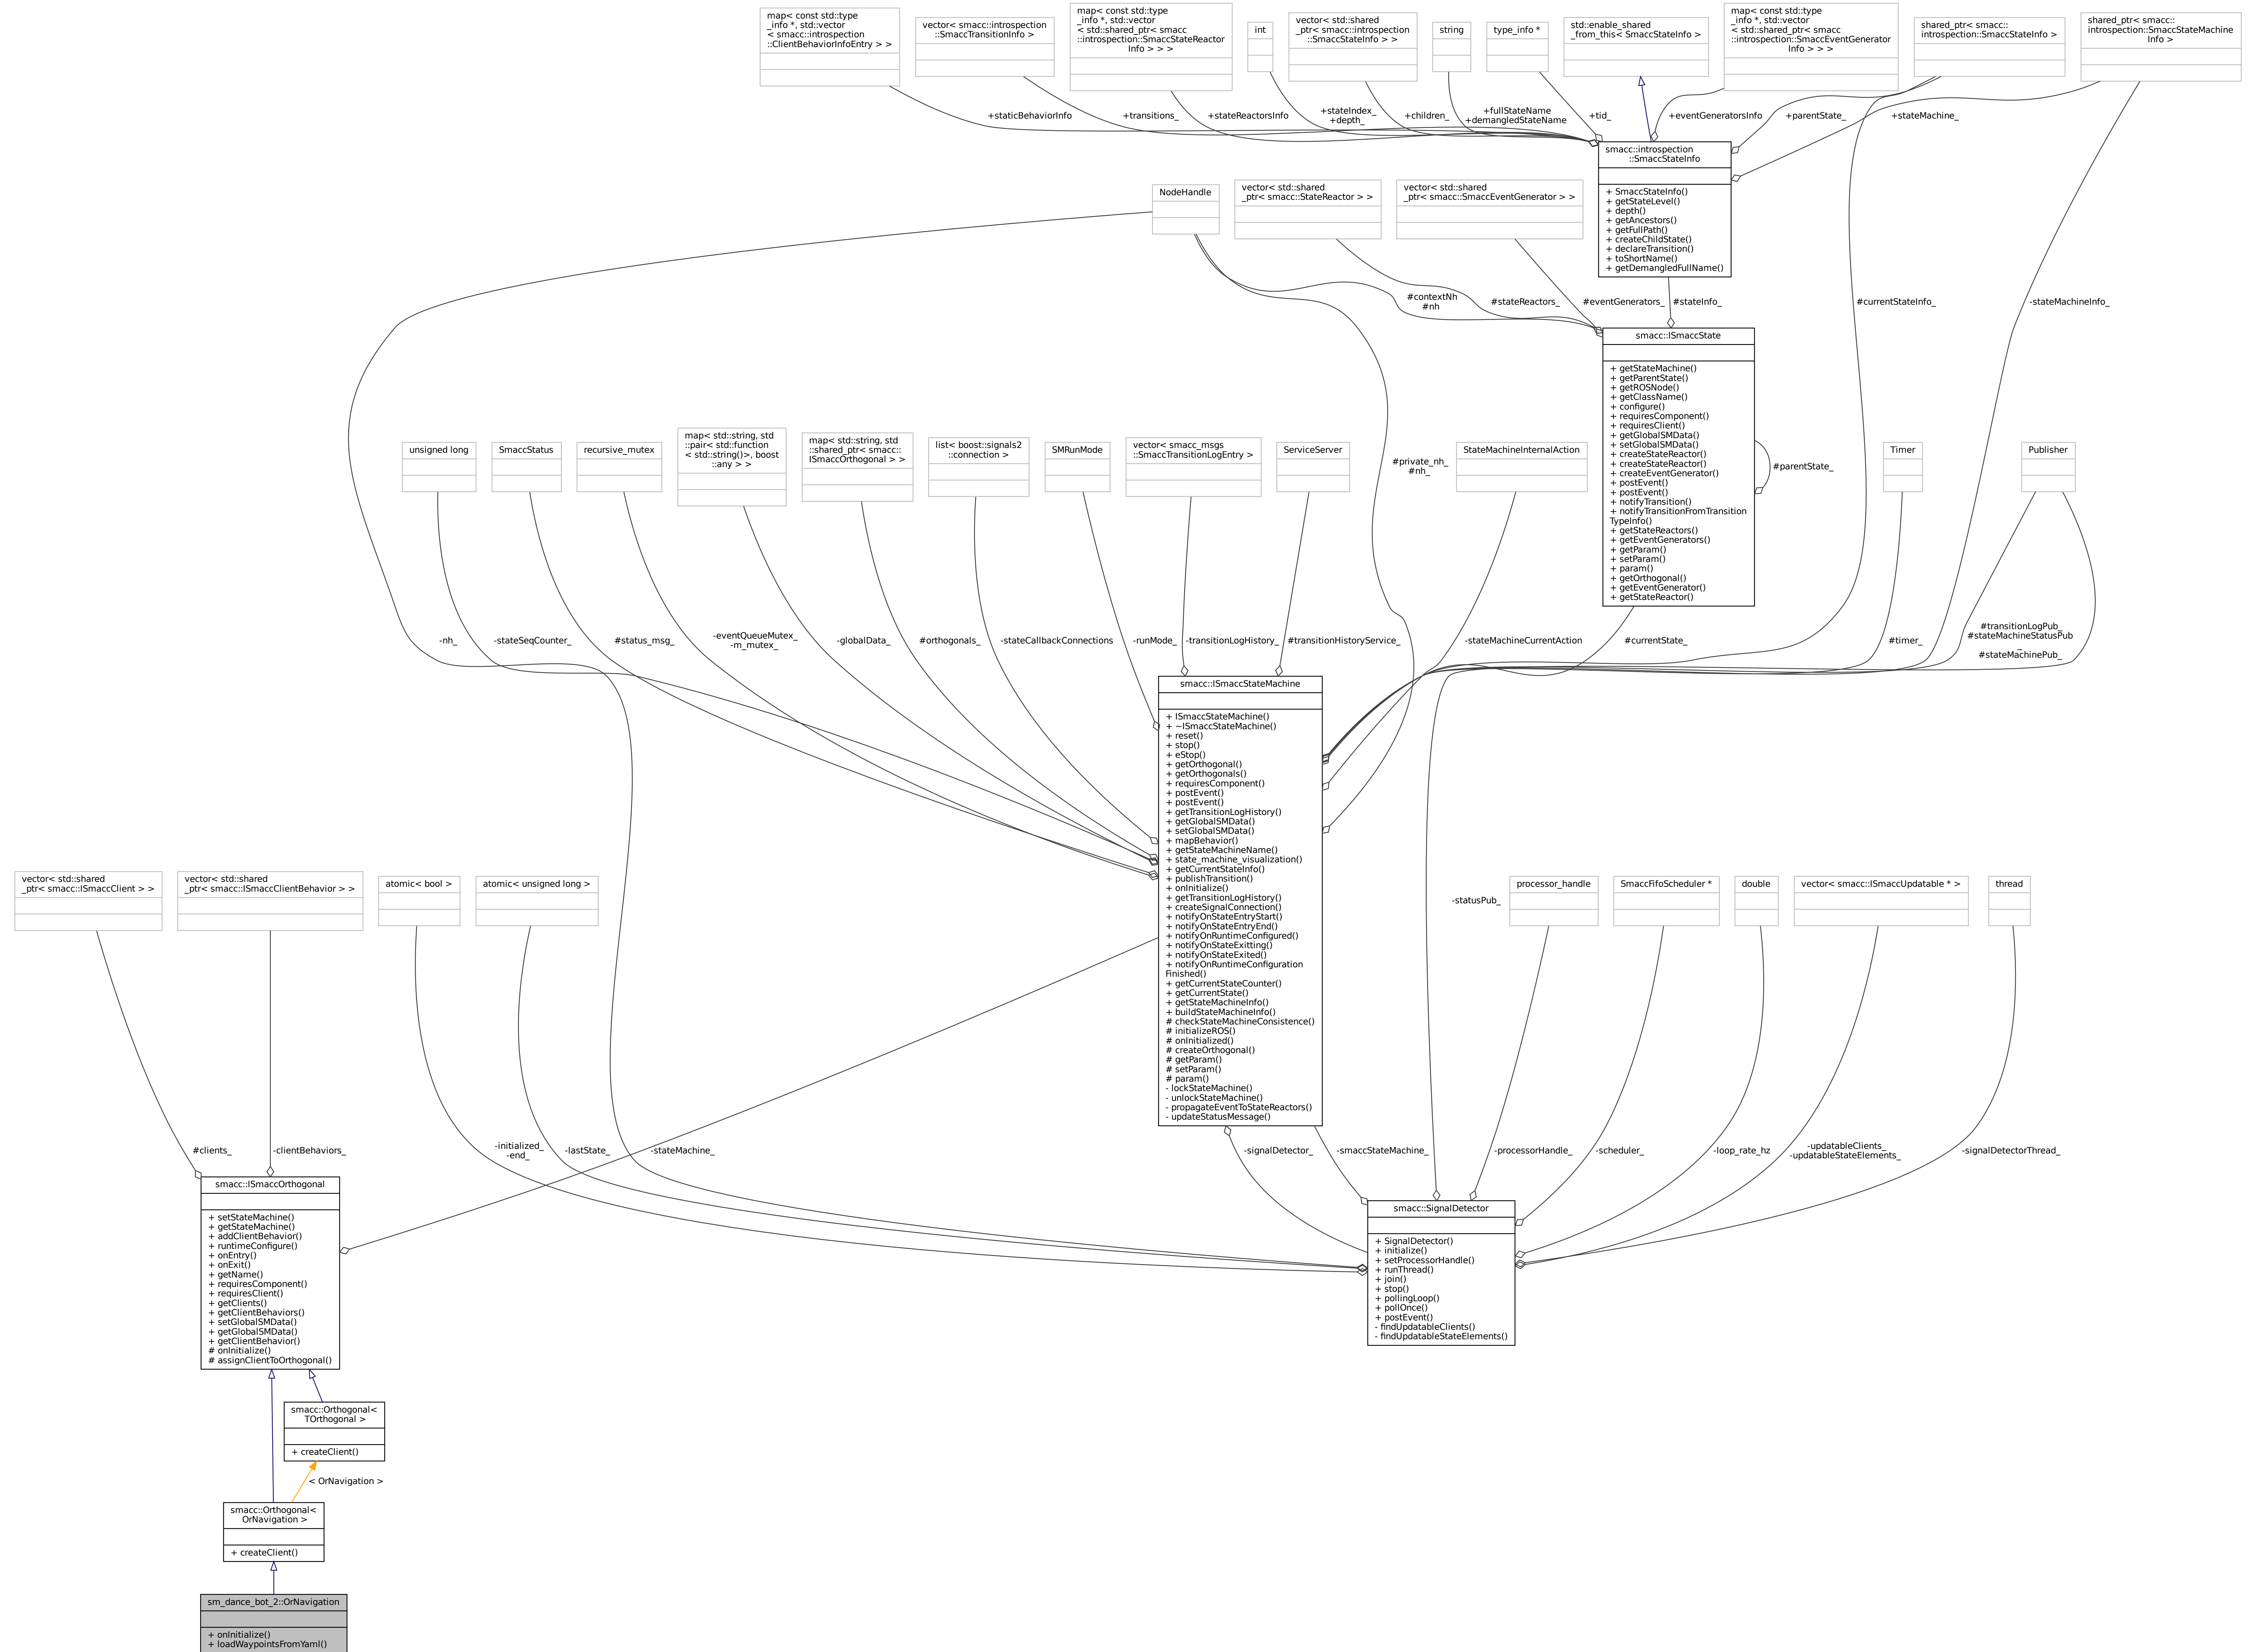 map< const std::type
_info *, std::vector
< smacc::introspection
::ClientBehaviorInfoEntry > >
vector< smacc::introspection
::SmaccTransitionInfo >
map< const std::type
_info *, std::vector
< std::shared_ptr< smacc
::introspection::SmaccStateReactor
Info > > >
int
vector< std::shared
_ptr< smacc::introspection
::SmaccStateInfo > >
string
type_info *
std::enable_shared
_from_this< SmaccStateInfo >
map< const std::type
_info *, std::vector
< std::shared_ptr< smacc
::introspection::SmaccEventGenerator
Info > > >
shared_ptr< smacc::
introspection::SmaccStateInfo >
shared_ptr< smacc::
introspection::SmaccStateMachine
Info >
+staticBehaviorInfo
+transitions_
+stateReactorsInfo
+stateIndex_
+depth_
+children_
+fullStateName
+demangledStateName
+tid_
+eventGeneratorsInfo
+parentState_
+stateMachine_
smacc::introspection
::SmaccStateInfo
+ SmaccStateInfo()
+ getStateLevel()
+ depth()
+ getAncestors()
+ getFullPath()
+ createChildState()
+ declareTransition()
+ toShortName()
+ getDemangledFullName()
NodeHandle
vector< std::shared
_ptr< smacc::StateReactor > >
vector< std::shared
_ptr< smacc::SmaccEventGenerator > >
#contextNh
#nh
#stateReactors_
#eventGenerators_
#stateInfo_
#currentStateInfo_
-stateMachineInfo_
smacc::ISmaccState
+ getStateMachine()
+ getParentState()
+ getROSNode()
+ getClassName()
+ configure()
+ requiresComponent()
+ requiresClient()
+ getGlobalSMData()
+ setGlobalSMData()
+ createStateReactor()
+ createStateReactor()
+ createEventGenerator()
+ postEvent()
+ postEvent()
+ notifyTransition()
+ notifyTransitionFromTransition
TypeInfo()
+ getStateReactors()
+ getEventGenerators()
+ getParam()
+ setParam()
+ param()
+ getOrthogonal()
+ getEventGenerator()
+ getStateReactor()
#parentState_
unsigned long
SmaccStatus
recursive_mutex
map< std::string, std
::pair< std::function
< std::string()>, boost
::any > >
map< std::string, std
::shared_ptr< smacc::
ISmaccOrthogonal > >
list< boost::signals2
::connection >
SMRunMode
vector< smacc_msgs
::SmaccTransitionLogEntry >
ServiceServer
#private_nh_
#nh_
StateMachineInternalAction
Timer
Publisher
-nh_
-stateSeqCounter_
#status_msg_
-eventQueueMutex_
-m_mutex_
-globalData_
#orthogonals_
-stateCallbackConnections
-runMode_
-transitionLogHistory_
#transitionHistoryService_
-stateMachineCurrentAction
#currentState_
#timer_
#transitionLogPub_
#stateMachineStatusPub
_
#stateMachinePub_
smacc::ISmaccStateMachine
+ ISmaccStateMachine()
+ ~ISmaccStateMachine()
+ reset()
+ stop()
+ eStop()
+ getOrthogonal()
+ getOrthogonals()
+ requiresComponent()
+ postEvent()
+ postEvent()
+ getTransitionLogHistory()
+ getGlobalSMData()
+ setGlobalSMData()
+ mapBehavior()
+ getStateMachineName()
+ state_machine_visualization()
+ getCurrentStateInfo()
+ publishTransition()
+ onInitialize()
+ getTransitionLogHistory()
+ createSignalConnection()
+ notifyOnStateEntryStart()
+ notifyOnStateEntryEnd()
+ notifyOnRuntimeConfigured()
+ notifyOnStateExitting()
+ notifyOnStateExited()
+ notifyOnRuntimeConfiguration
Finished()
+ getCurrentStateCounter()
+ getCurrentState()
+ getStateMachineInfo()
+ buildStateMachineInfo()
# checkStateMachineConsistence()
# initializeROS()
# onInitialized()
# createOrthogonal()
# getParam()
# setParam()
# param()
- lockStateMachine()
- unlockStateMachine()
- propagateEventToStateReactors()
- updateStatusMessage()
vector< std::shared
_ptr< smacc::ISmaccClient > >
vector< std::shared
_ptr< smacc::ISmaccClientBehavior > >
atomic< bool >
atomic< unsigned long >
-statusPub_
processor_handle
SmaccFifoScheduler *
double
vector< smacc::ISmaccUpdatable * >
thread
#clients_
-clientBehaviors_
-initialized_
-end_
-lastState_
-stateMachine_
-signalDetector_
-smaccStateMachine_
-processorHandle_
-scheduler_
-loop_rate_hz
-updatableClients_
-updatableStateElements_
-signalDetectorThread_
smacc::ISmaccOrthogonal
+ setStateMachine()
+ getStateMachine()
+ addClientBehavior()
+ runtimeConfigure()
+ onEntry()
+ onExit()
+ getName()
+ requiresComponent()
+ requiresClient()
+ getClients()
+ getClientBehaviors()
+ setGlobalSMData()
+ getGlobalSMData()
+ getClientBehavior()
# onInitialize()
# assignClientToOrthogonal()
smacc::SignalDetector
+ SignalDetector()
+ initialize()
+ setProcessorHandle()
+ runThread()
+ join()
+ stop()
+ pollingLoop()
+ pollOnce()
+ postEvent()
- findUpdatableClients()
- findUpdatableStateElements()
smacc::Orthogonal<
TOrthogonal >
+ createClient()
< OrNavigation >
smacc::Orthogonal<
OrNavigation >
+ createClient()
sm_dance_bot_2::OrNavigation
+ onInitialize()
+ loadWaypointsFromYaml()